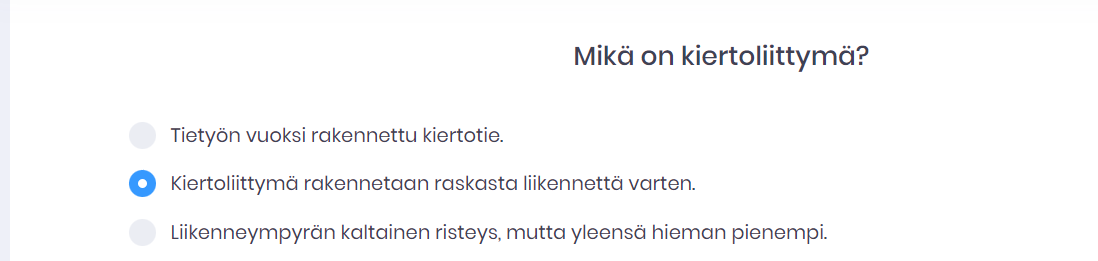 Mikä on kiertoliittymä?
Tietyön vuoksi rakennettu kiertotie.
Kiertoliittymä rakennetaan raskasta liikennettä varten.
Liikenneympyrän kaltainen risteys, mutta yleensä hieman pienempi.